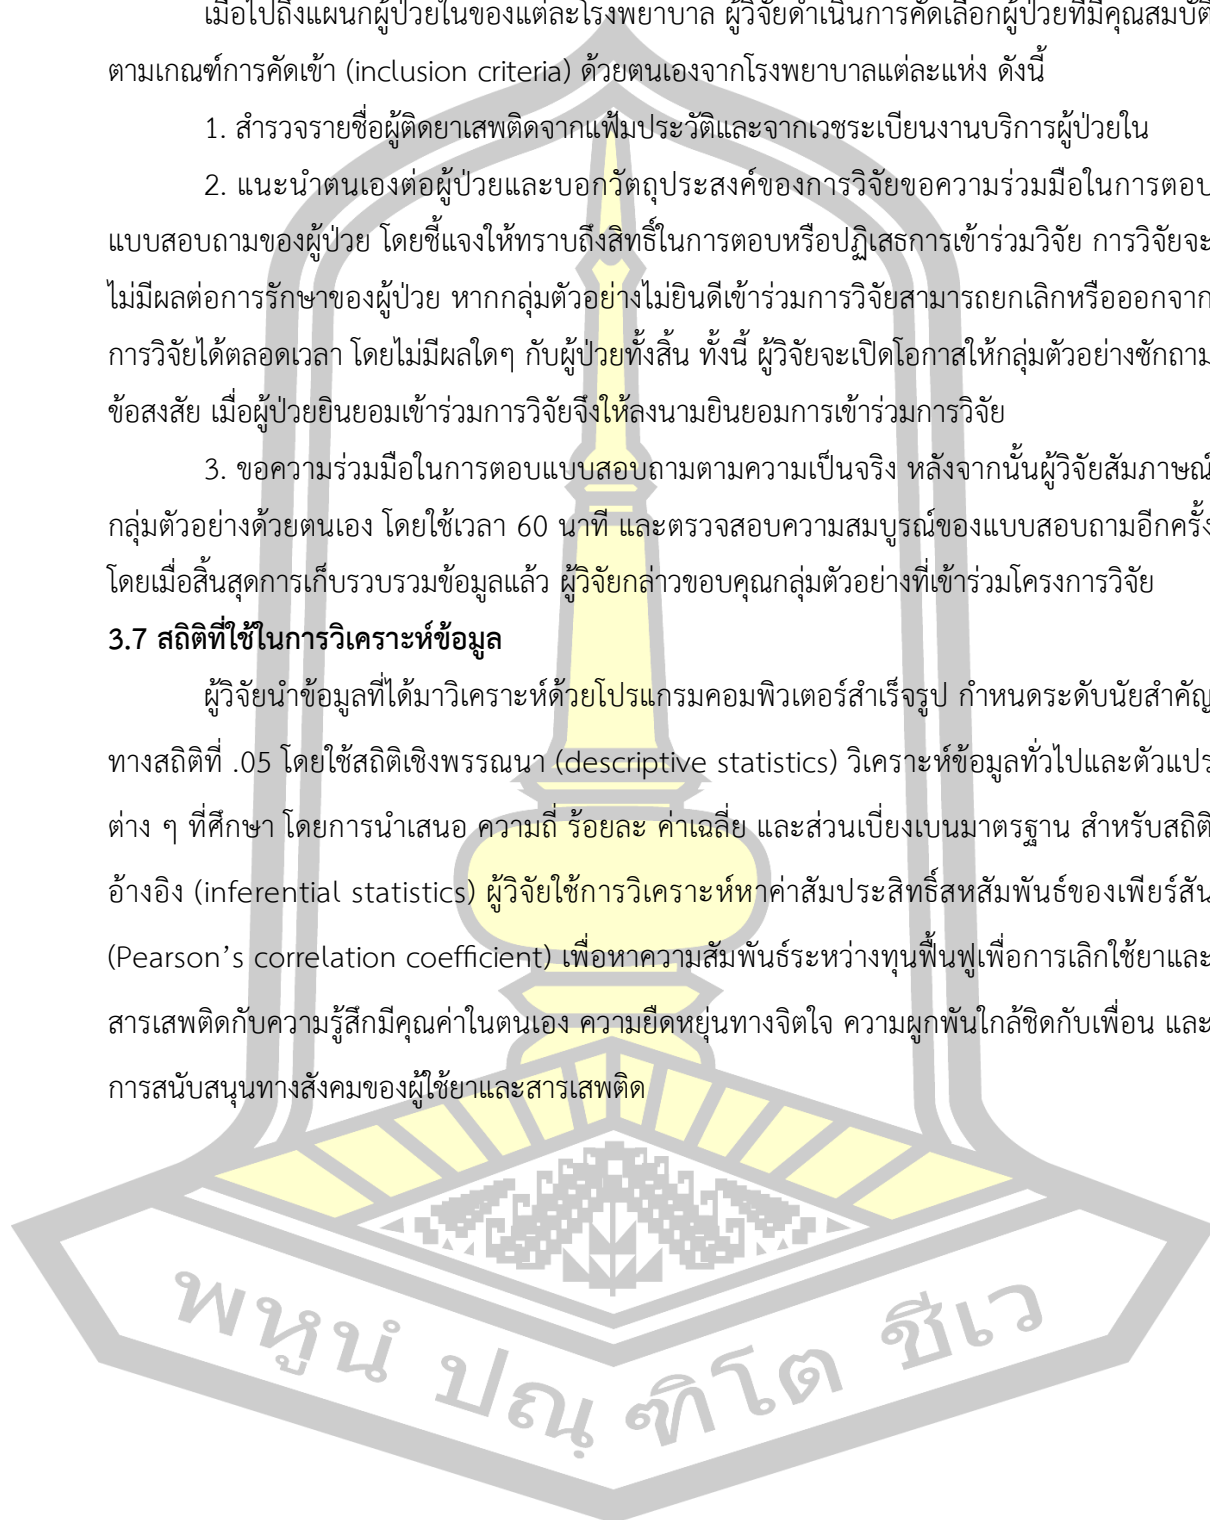 เมื่อไปถึงแผนกผู้ป่วยในของแต่ละโรงพยาบาล ผู้วิจัยดำเนินการคัดเลือกผู้ป่วยที่มีคุณสมบัติ
ตามเกณฑ์การคัดเข้า (inclusion criteria) ด้วยตนเองจากโรงพยาบาลแต่ละแห่ง ดังนี้
1. สำรวจรายชื่อผู้ติดยาเสพติดจากแฟ้มประวัติและจากเวชระเบียนงานบริการผู้ป่วยใน
2. แนะนำตนเองต่อผู้ป่วยและบอกวัตถุประสงค์ของการวิจัยขอความร่วมมือในการตอบ
แบบสอบถามของผู้ป่วย โดยชี้แจงให้ทราบถึงสิทธิ์ในการตอบหรือปฏิเสธการเข้าร่วมวิจัย การวิจัยจะ
ไม่มีผลต่อการรักษาของผู้ป่วย หากกลุ่มตัวอย่างไม่ยินดีเข้าร่วมการวิจัยสามารถยกเลิกหรือออกจาก
การวิจัยได้ตลอดเวลา โดยไม่มีผลใดๆ กับผู้ป่วยทั้งสิ้น ทั้งนี้ ผู้วิจัยจะเปิดโอกาสให้กลุ่มตัวอย่างซักถาม
ข้อสงสัย เมื่อผู้ป่วยยินยอมเข้าร่วมการวิจัยจึงให้ลงนามยินยอมการเข้าร่วมการวิจัย
3. ขอความร่วมมือในการตอบแบบสอบถามตามความเป็นจริง หลังจากนั้นผู้วิจัยสัมภาษณ์
กลุ่มตัวอย่างด้วยตนเอง โดยใช้เวลา 60 นาที และตรวจสอบความสมบูรณ์ของแบบสอบถามอีกครั้ง
โดยเมื่อสิ้นสุดการเก็บรวบรวมข้อมูลแล้ว ผู้วิจัยกล่าวขอบคุณกลุ่มตัวอย่างที่เข้าร่วมโครงการวิจัย
3.7 สถิติที่ใช้ในการวิเคราะห์ข้อมูล
ผู้วิจัยนำข้อมูลที่ได้มาวิเคราะห์ด้วยโปรแกรมคอมพิวเตอร์สำเร็จรูป กำหนดระดับนัยสำคัญ
ทางสถิติที่ .05 โดยใช้สถิติเชิงพรรณนา (descriptive statistics) วิเคราะห์ข้อมูลทั่วไปและตัวแปร
ต่าง ๆ ที่ศึกษา โดยการนำเสนอ ความถี่ ร้อยละ ค่าเฉลี่ย และส่วนเบี่ยงเบนมาตรฐาน สำหรับสถิติ
อ้างอิง (inferential statistics) ผู้วิจัยใช้การวิเคราะห์หาค่าสัมประสิทธิ์สหสัมพันธ์ของเพียร์สัน
(Pearson’s correlation coefficient) เพื่อหาความสัมพันธ์ระหว่างทุนฟื้นฟูเพื่อการเลิกใช้ยาและ
สารเสพติดกับความรู้สึกมีคุณค่าในตนเอง ความยืดหยุ่นทางจิตใจ ความผูกพันใกล้ชิดกับเพื่อน และ
การสนับสนุนทางสังคมของผู้ใช้ยาและสารเสพติด
พหูนํ ปณฺ ฑิโต ชีเว